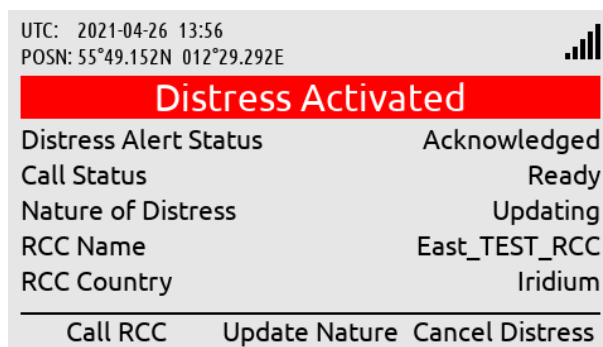 UTC: 2021-04-26 13:56
POSN: 55°49.152N 012°29.292E
Distress Activated
Distress Alert Status Acknowledged
Call Status Ready
Nature of Distress Updating
RCC Name East_TEST_RCC
RCC Country Iridium
Call RCC Update Nature Cancel Distress